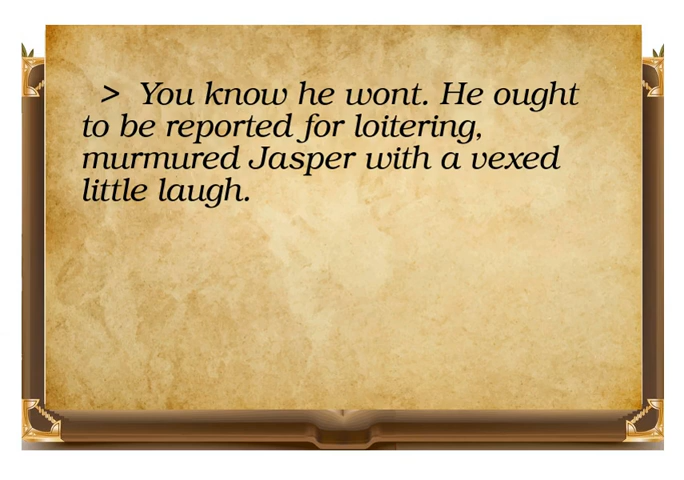 > You know he wont. He ought
to be reported for loitering,
murmured Jasper with a vexed
little laugh.